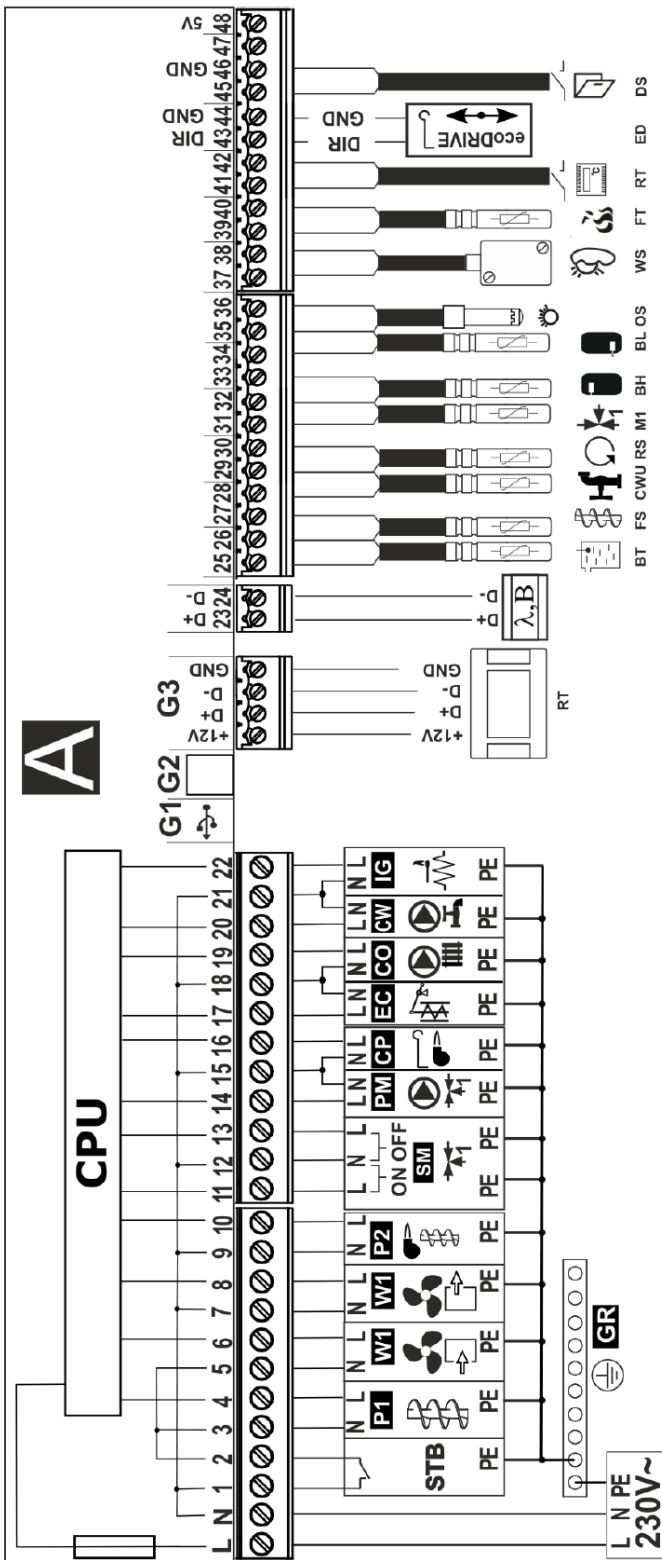 A
CPU
G1 G2 G3
+12V D+ D- GND
D+ D-
DIR GND GND 5V
L N 1 2 3 4 5 6 7 8 9 10 11 12 13 14 15 16 17 18 19 20 21 22
23 24
25 26 27 28 29 30 31 32 33 34 35 36 37 38 39 40 41 42 43 44 45 46 47 48
STB PE
N P1 L PE
N W1 L PE
N W1 L PE
N P2 L PE
L N L
ON OFF
SM 1
PE PE
L PM N 1 PE
N CP L PE
L EC N PE
N CO L PE
L CW N PE
N IG L PE
+12V D+ D- GND
RT
D+ D-
λ,B
DIR GND
ecoDRIVE
1
BT FS CWU RS M1 BH BL OS WS FT RT ED DS
GR
L N PE
230V~